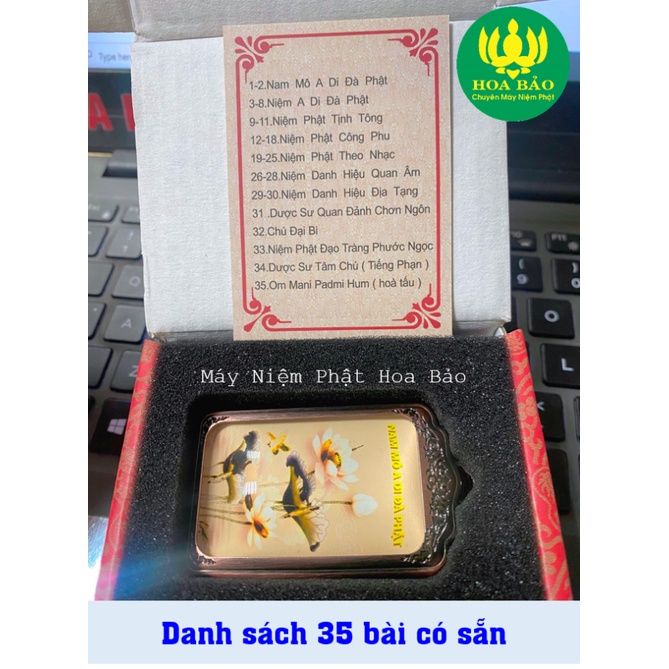 HOA BẢO
Chuyên Máy Niệm Phật
Type here
1-2.Nam Mô A Di Đà Phật
3-8.Niệm A Di Đà Phật
9-11.Niệm Phật Tịnh Tông
12-18.Niệm Phật Công Phu
19-25.Niệm Phật Theo Nhạc
26-28.Niệm Danh Hiệu Quan Âm
29-30.Niệm Danh Hiệu Địa Tạng
31 .Dược Sư Quan Đảnh Chơn Ngôn
32.Chú Đại Bi
33.Niệm Phật Đạo Tràng Phước Ngọc
34.Dược Sư Tâm Chú ( Tiếng Phạn )
35.Om Mani Padmi Hum ( hoà tấu )
Máy Niệm Phật Hoa Bảo
NAM MÔ A DI ĐÀ PHẬT
Danh sách 35 bài có sẵn